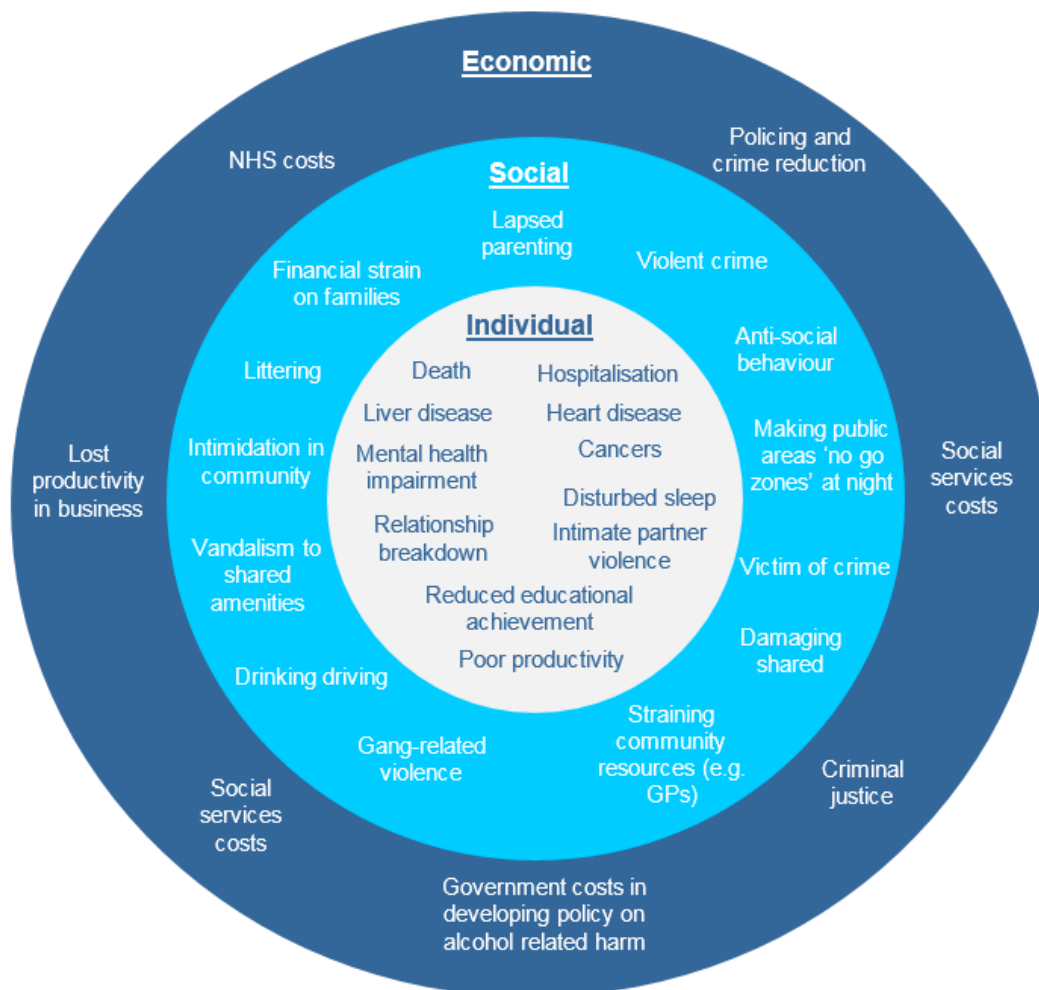 Economic
NHS costs
Policing and
crime reduction
Lost
productivity
in business
Social
services
costs
Social
services
costs
Criminal
justice
Government costs in
developing policy on
alcohol related harm
Social
Lapsed
parenting
Financial strain
on families
Violent crime
Littering
Anti-social
behaviour
Intimidation in
community
Making public
areas ‘no go
zones’ at night
Vandalism to
shared
amenities
Victim of crime
Drinking driving
Damaging
shared
Gang-related
violence
Straining
community
resources (e.g.
GPs)
Individual
Death
Hospitalisation
Liver disease
Heart disease
Mental health
impairment
Cancers
Disturbed sleep
Relationship
breakdown
Intimate partner
violence
Reduced educational
achievement
Poor productivity